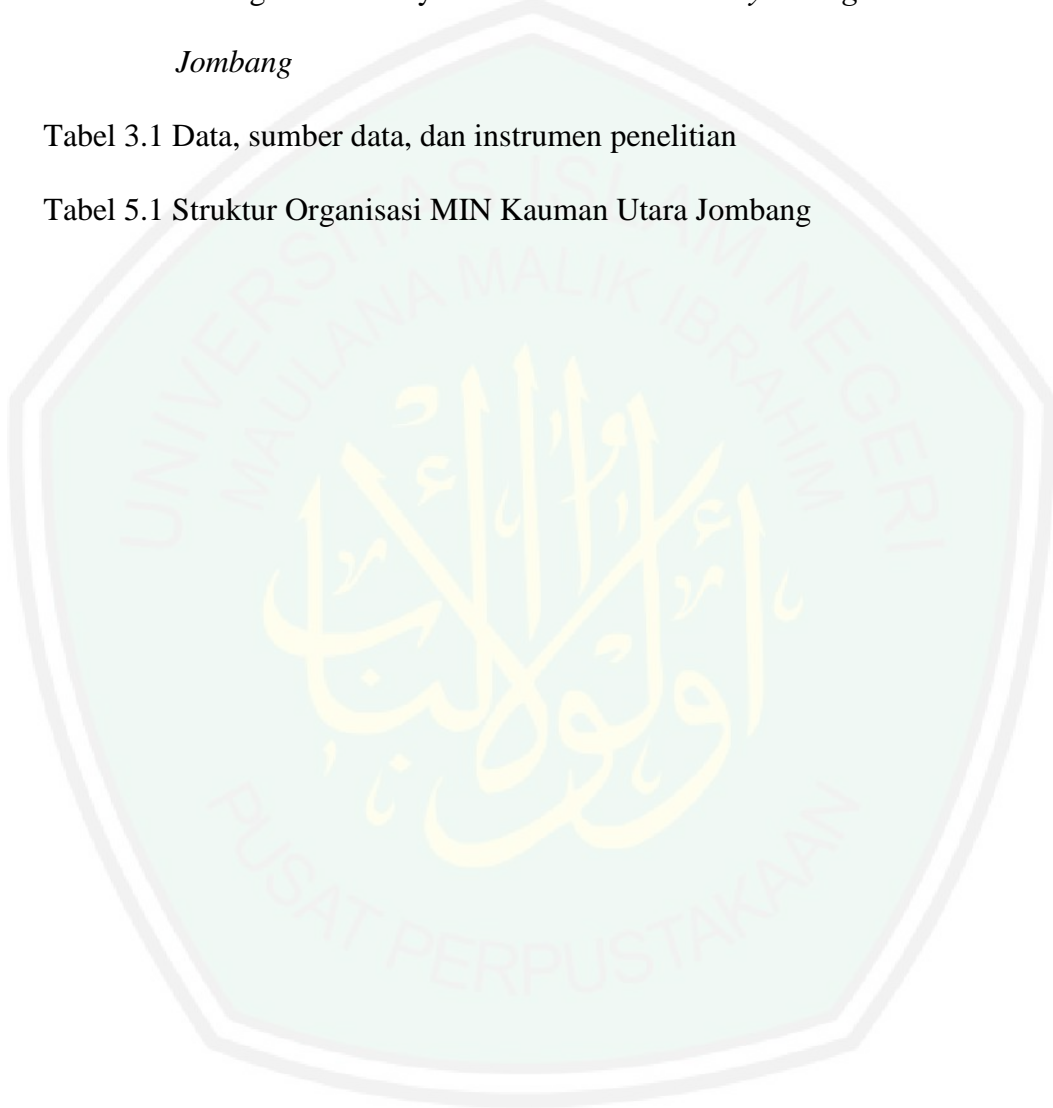 Jombang
Tabel 3.1 Data, sumber data, dan instrumen penelitian
Tabel 5.1 Struktur Organisasi MIN Kauman Utara Jombang
UNIVERSITAS ISLAM NEGERI
MAULANA MALIK IBRAHIM
أولوا الألباب
PUSAT PERPUSTAKAAN